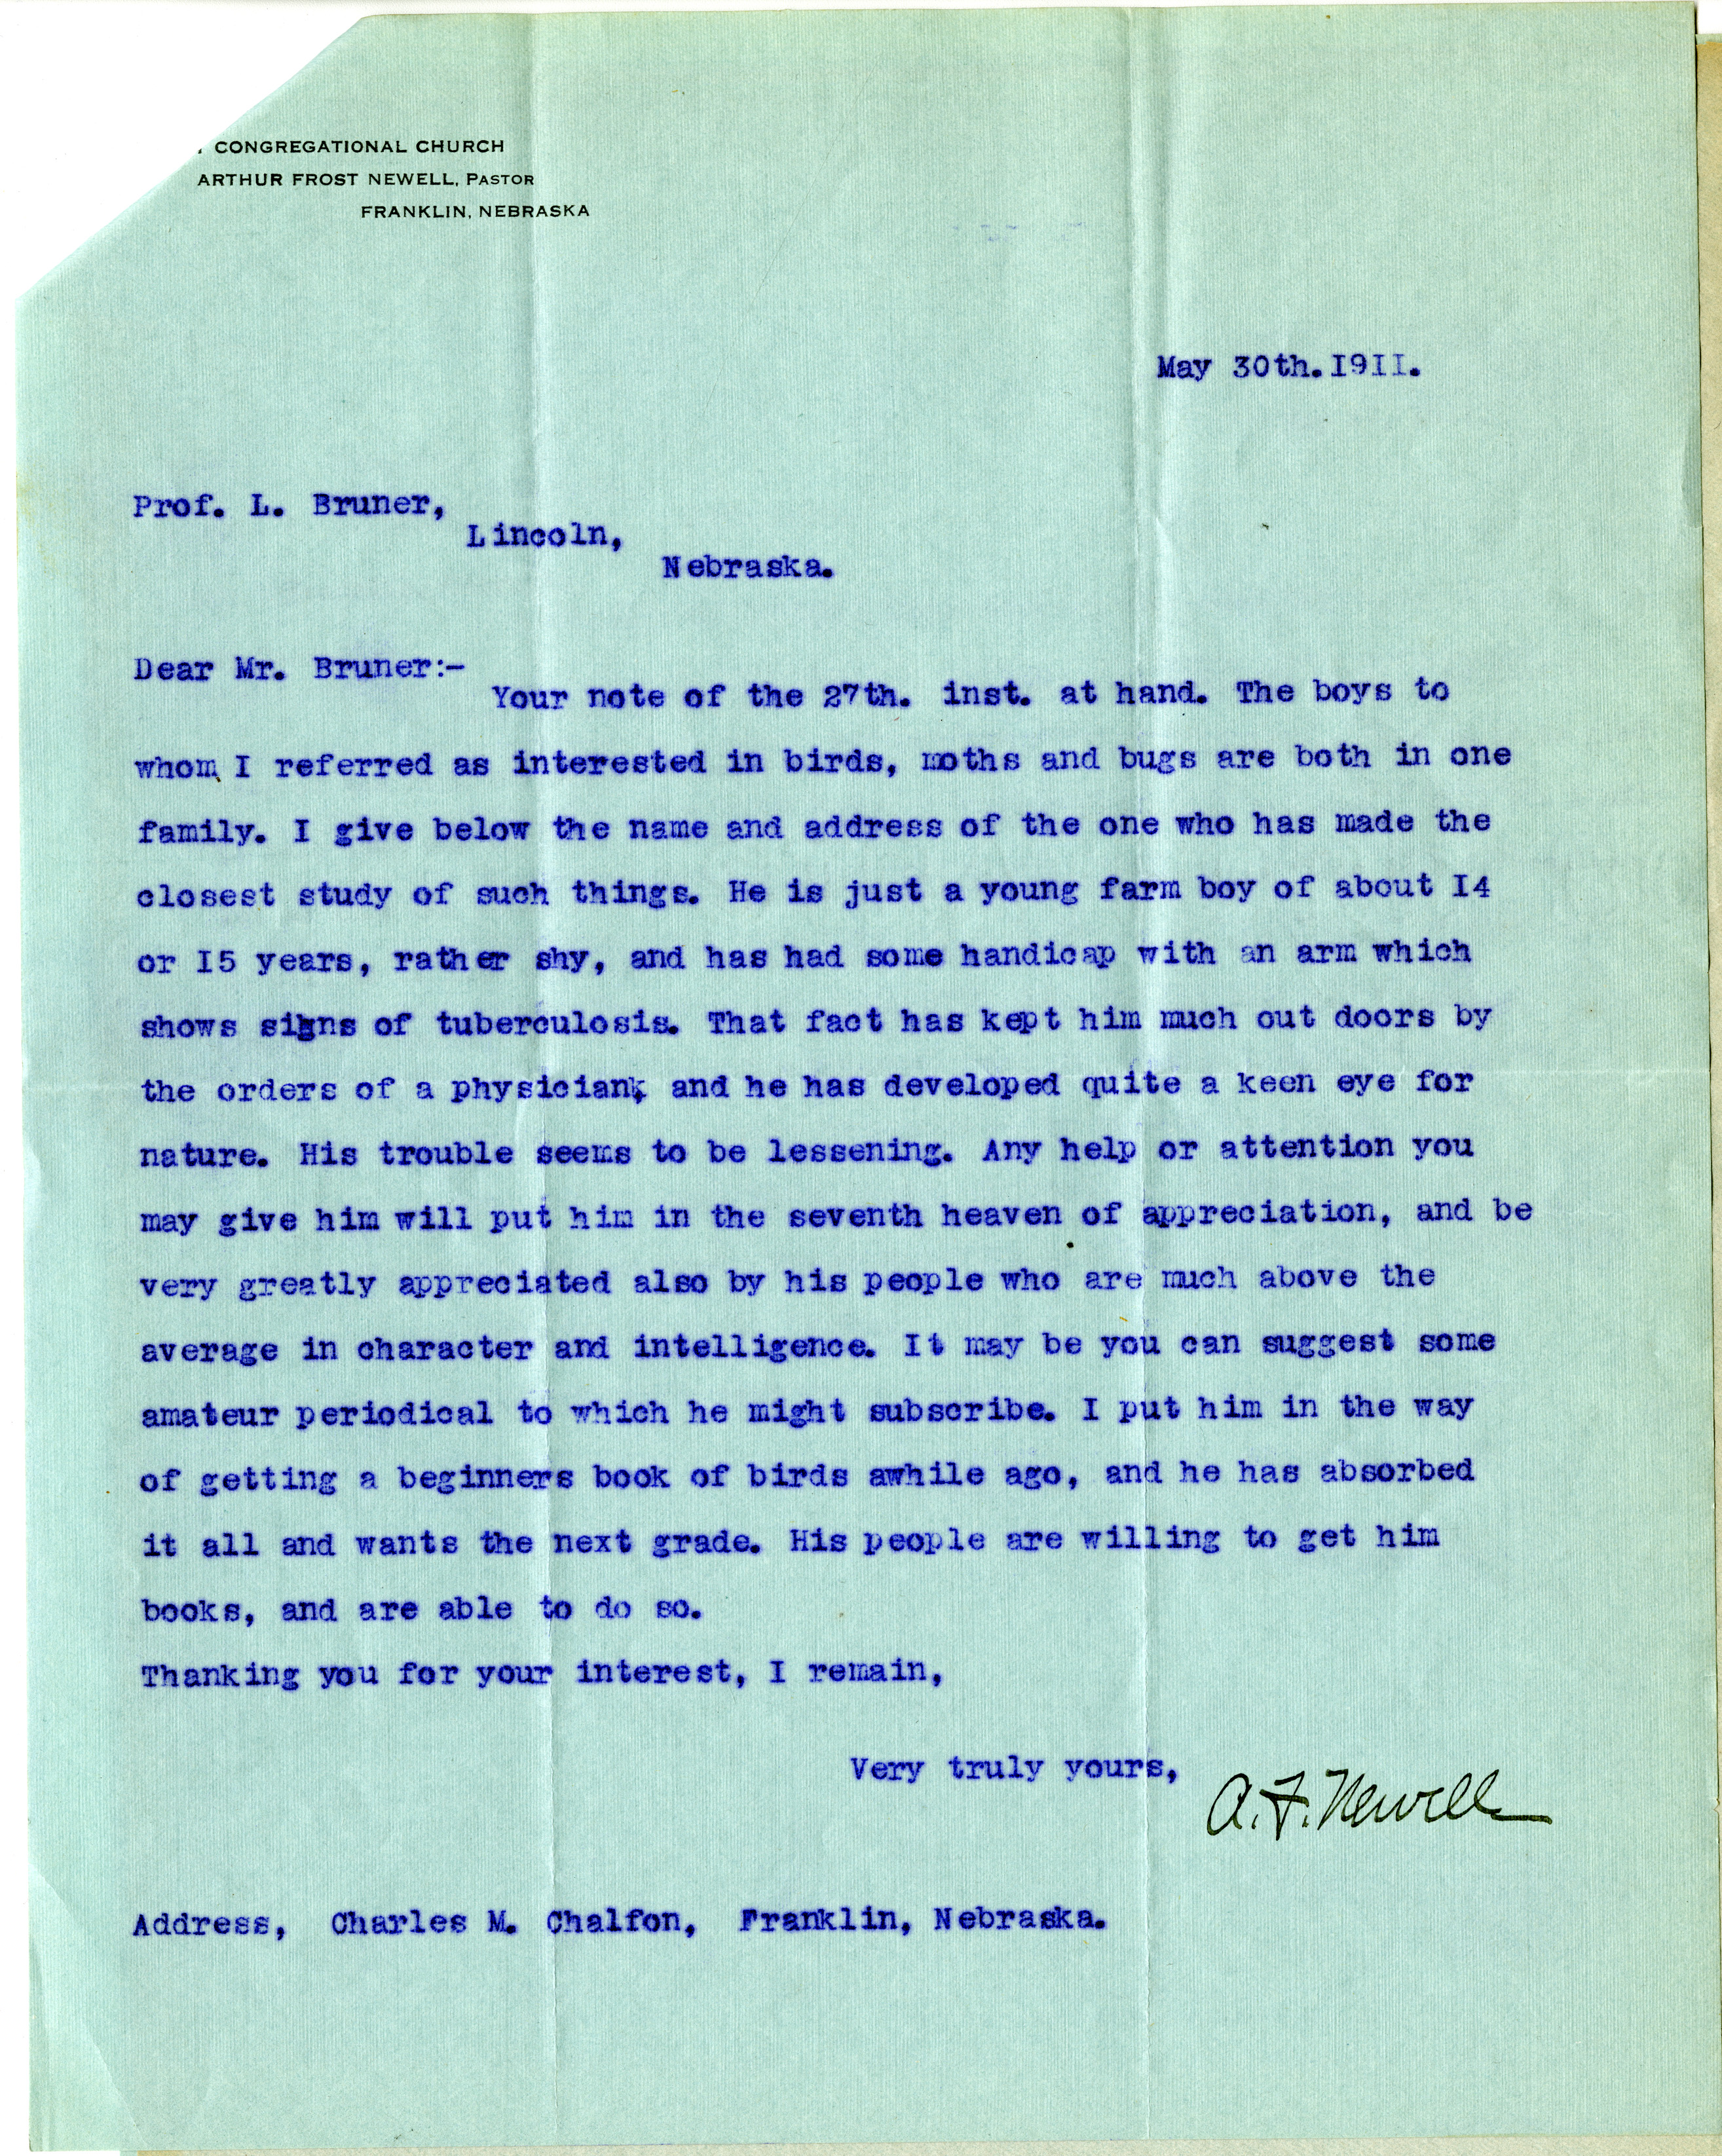 CONGREGATIONAL CHURCH
ARTHUR FROST NEWELL, PASTOR
FRANKLIN, NEBRASKA
May 30th.I9II.
Prof. L. Bruner,
Lincoln,
Nebraska.
Dear Mr. Bruner:-
Your note of the 27th. inst. at hand. The boys to
whom I referred as interested in birds, moths and bugs are both in one
family. I give below the name and address of the one who has made the
closest study of such things. He is just a young farm boy of about I4
or I5 years, rather shy, and has had some handicap with an arm which
shows signs of tuberculosis. That fact has kept him much out doors by
the orders of a physician, and he has developed quite a keen eye for
nature. His trouble seems to be lessening. Any help or attention you
may give him will put him in the seventh heaven of appreciation, and be
very greatly appreciated also by his people who are much above the
average in character and intelligence. It may be you can suggest some
amateur periodical to which he might subscribe. I put him in the way
of getting a beginners book of birds awhile ago, and he has absorbed
it all and wants the next grade. His people are willing to get him
books, and are able to do so.
Thanking you for your interest, I remain,
Very truly yours,
A. F. Newell
Address, Charles M. Chalfon, Franklin, Nebraska.